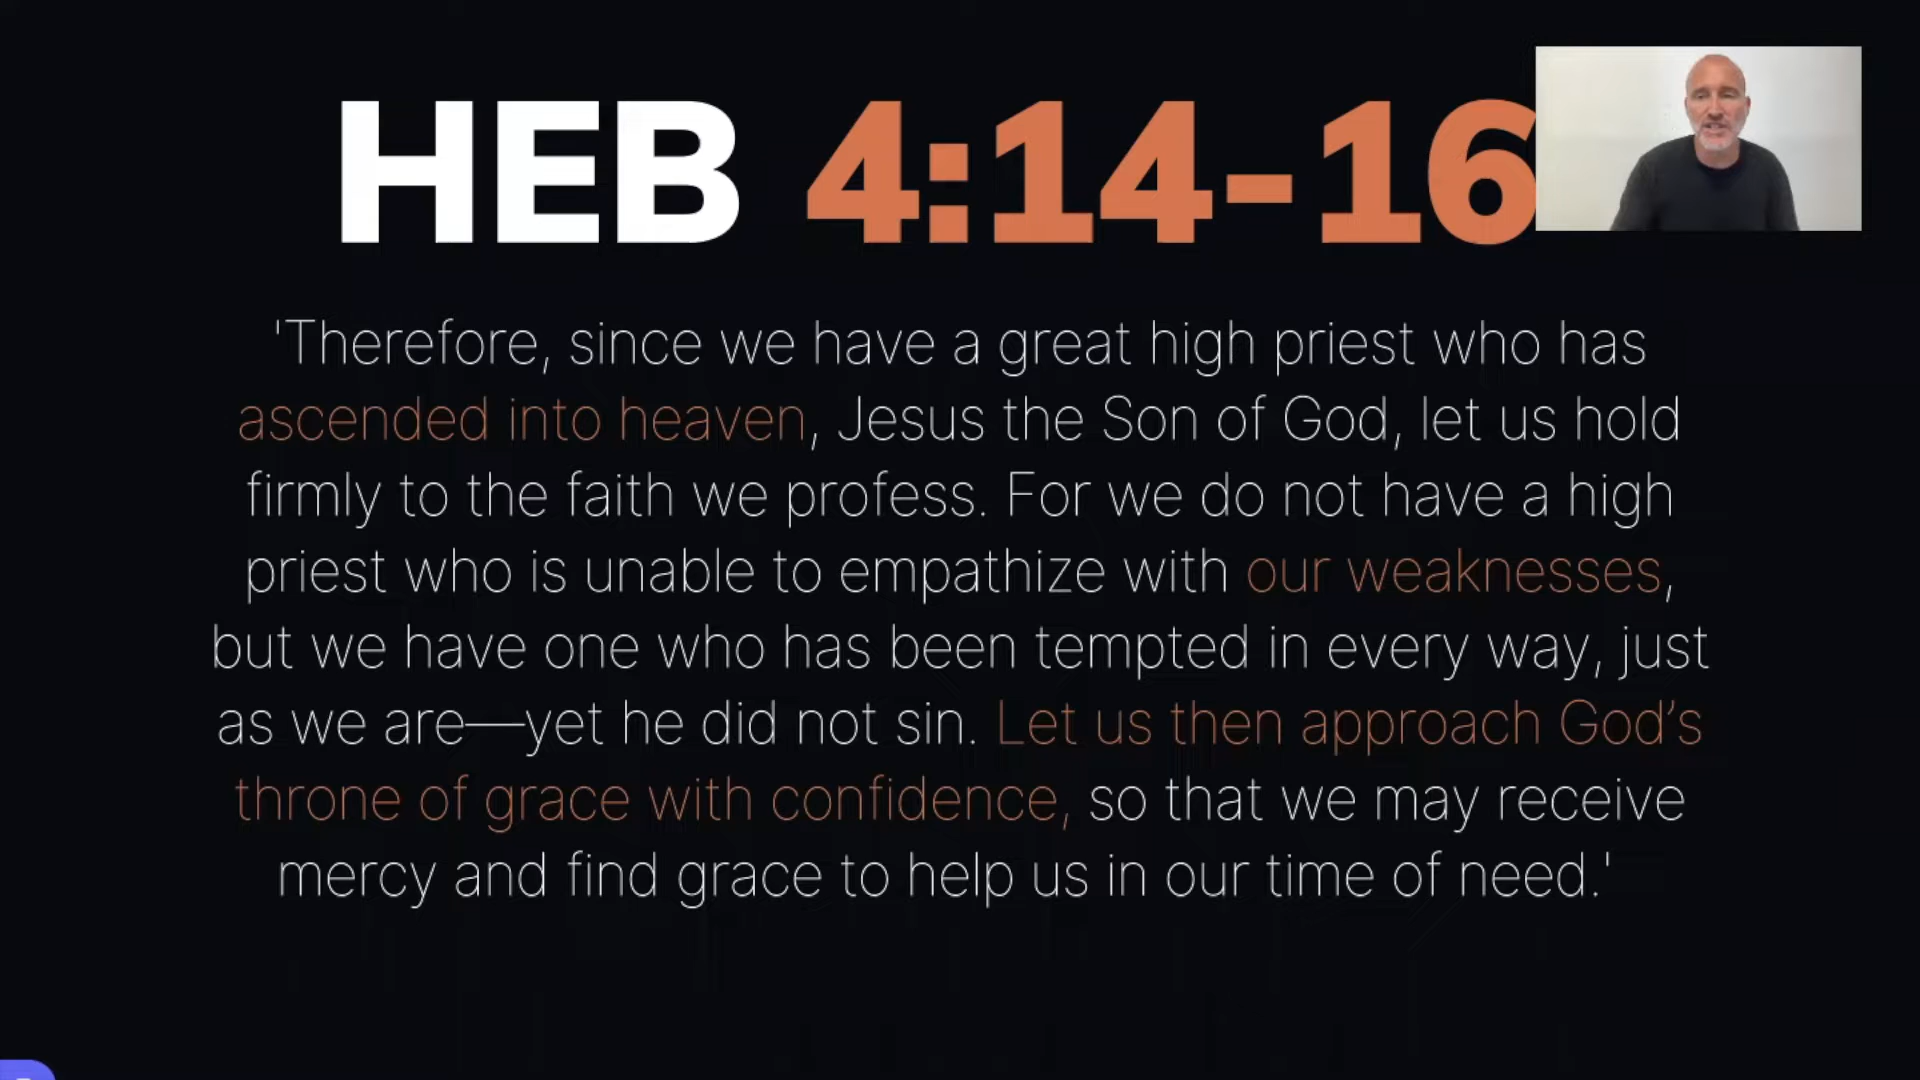 HEB 4:14-16
'Therefore, since we have a great high priest who has
ascended into heaven, Jesus the Son of God, let us hold
firmly to the faith we profess. For we do not have a high
priest who is unable to empathize with our weaknesses,
but we have one who has been tempted in every way, just
as we are—yet he did not sin. Let us then approach God’s
throne of grace with confidence, so that we may receive
mercy and find grace to help us in our time of need.'